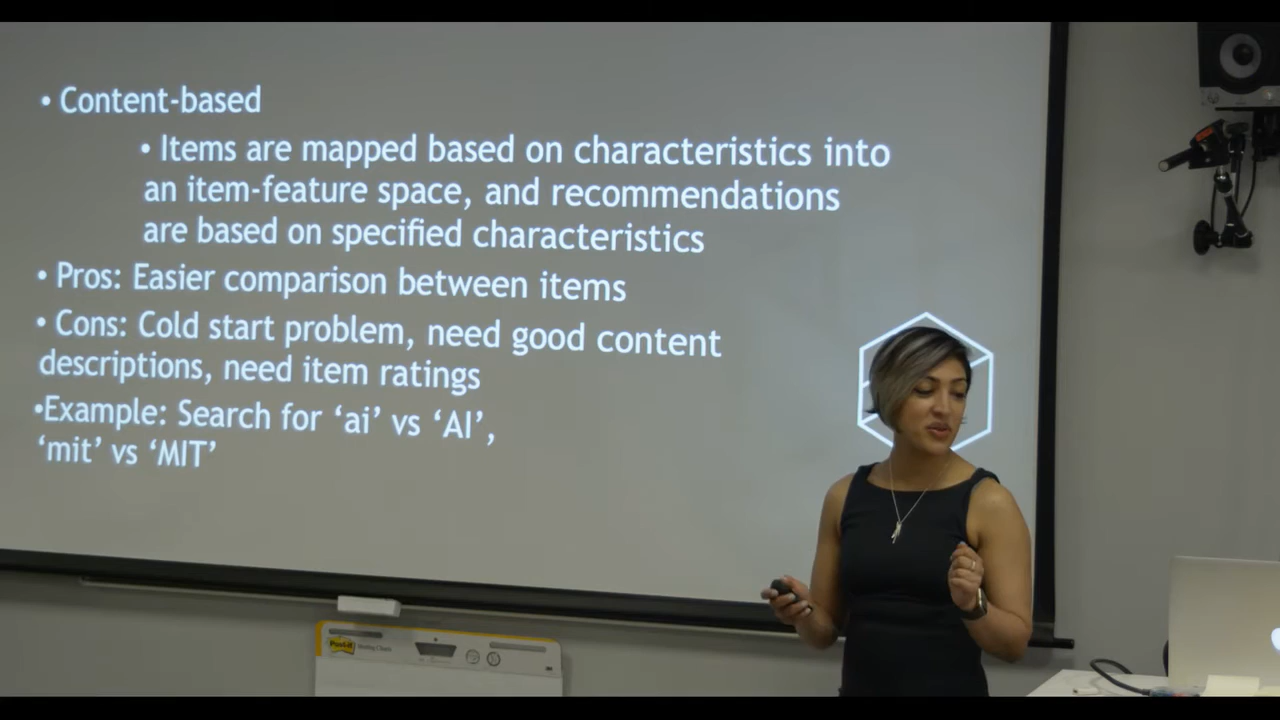 • Content-based
• Items are mapped based on characteristics into
an item-feature space, and recommendations
are based on specified characteristics
• Pros: Easier comparison between items
• Cons: Cold start problem, need good content
descriptions, need item ratings
•Example: Search for ‘ai’ vs ‘AI’,
‘mit’ vs ‘MIT’
Post-it